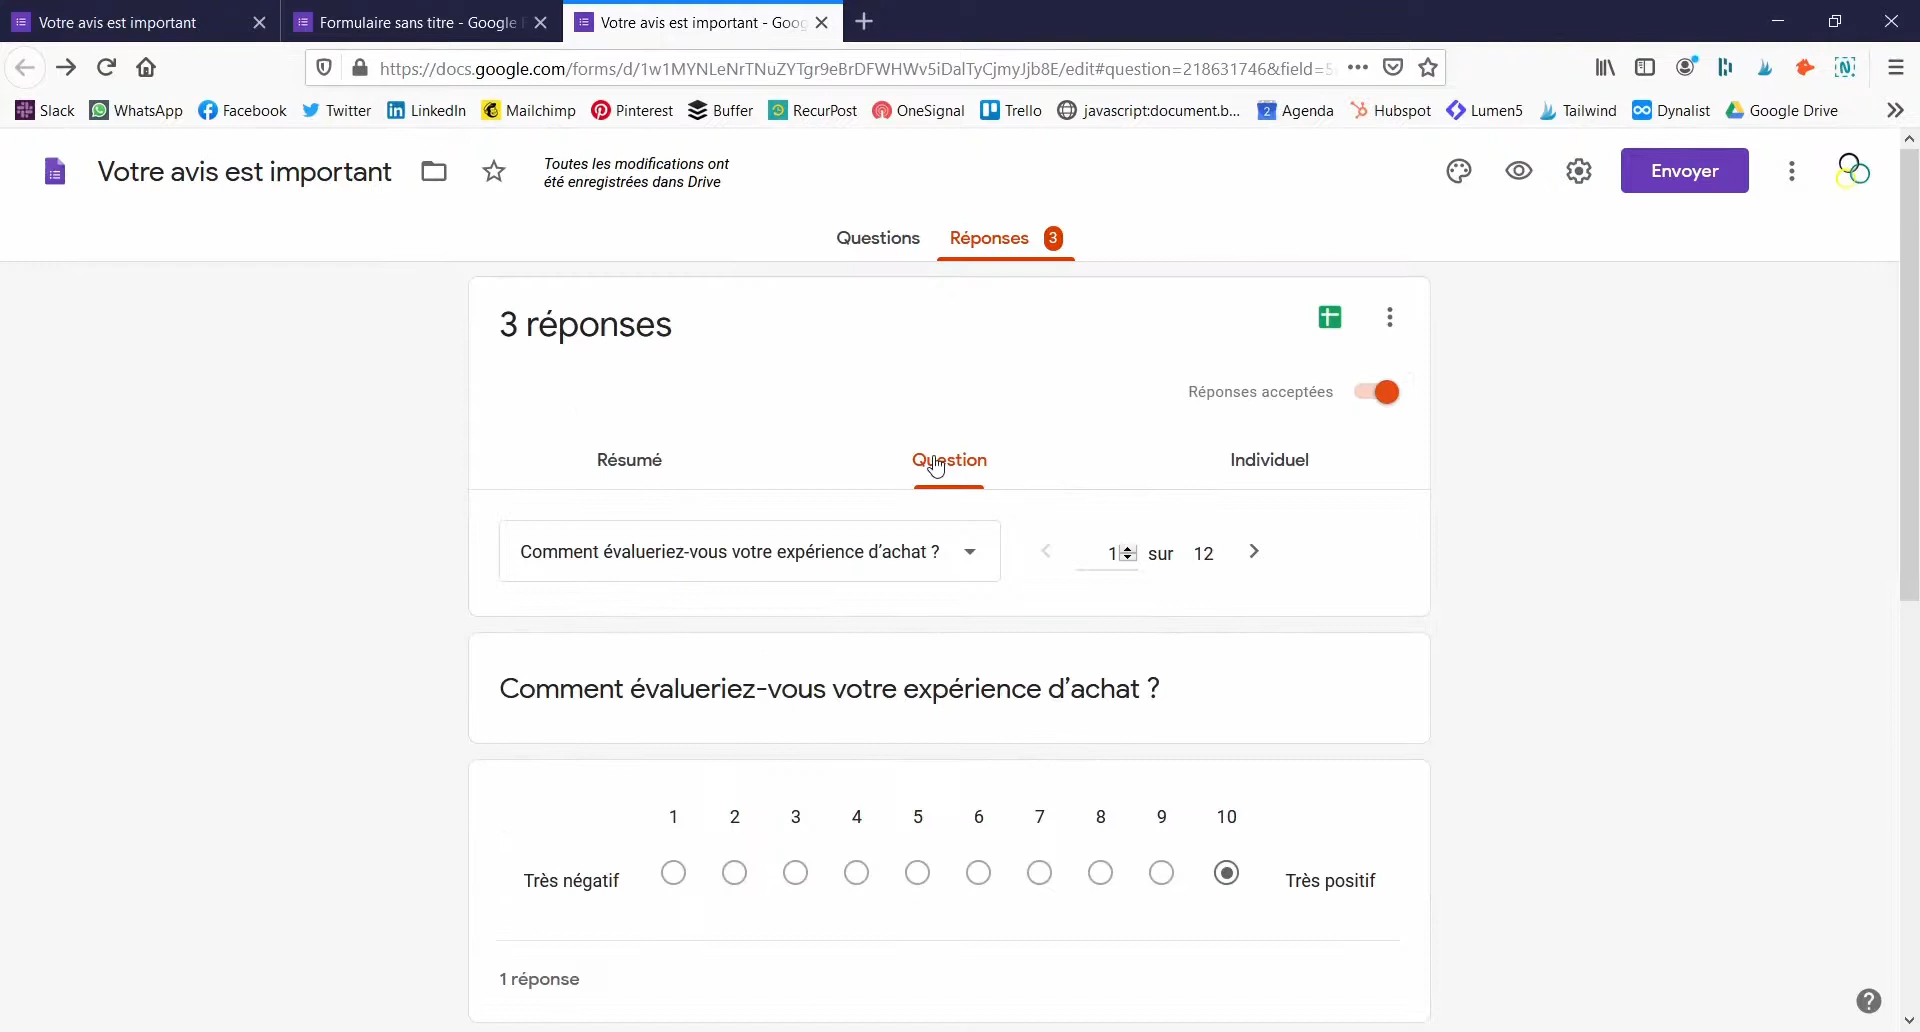 Votre avis est important
Formulaire sans titre - Google
Votre avis est important - Goog
https://docs.google.com/forms/d/1w1MYNLeNrTNuZYTgr9eBrDFWHWv5iDalTyCjmyJjb8E/edit#question=218631746&field=5
Slack WhatsApp Facebook Twitter LinkedIn Mailchimp Pinterest Buffer RecurPost OneSignal Trello javascript:document.b... Agenda Hubspot Lumen5 Tailwind Dynalist Google Drive
Votre avis est important
Toutes les modifications ont
été enregistrées dans Drive
Envoyer
Questions Réponses 3
3 réponses
Réponses acceptées
Résumé Question Individuel
Comment évalueriez-vous votre expérience d'achat ? 1 sur 12
Comment évalueriez-vous votre expérience d'achat ?
1 2 3 4 5 6 7 8 9 10
Très négatif Très positif
1 réponse